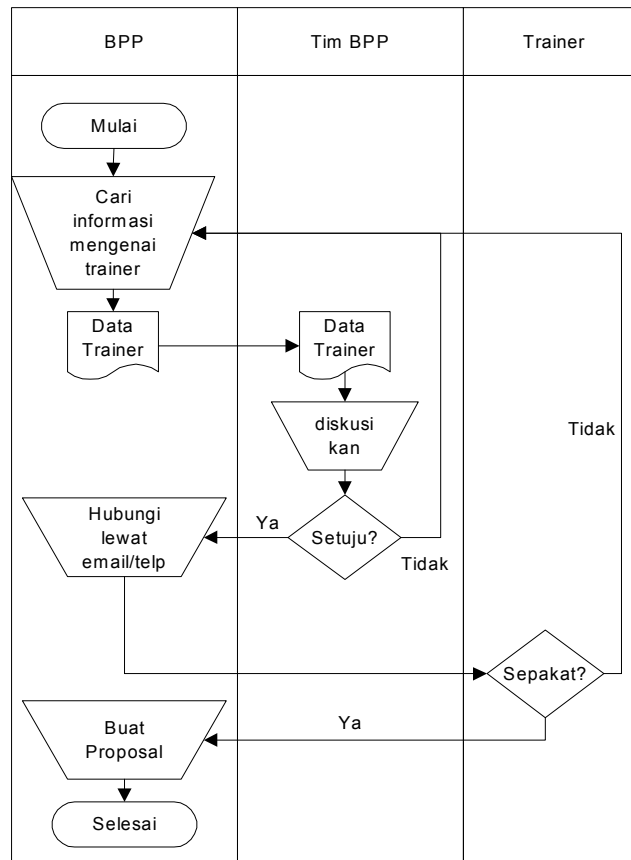 BPP
Tim BPP
Trainer
Mulai
Cari
informasi
mengenai
trainer
Data
Trainer
Data
Trainer
diskusi
kan
Tidak
Hubungi
lewat
email/telp
Ya
Setuju?
Tidak
Sepakat?
Ya
Buat
Proposal
Selesai